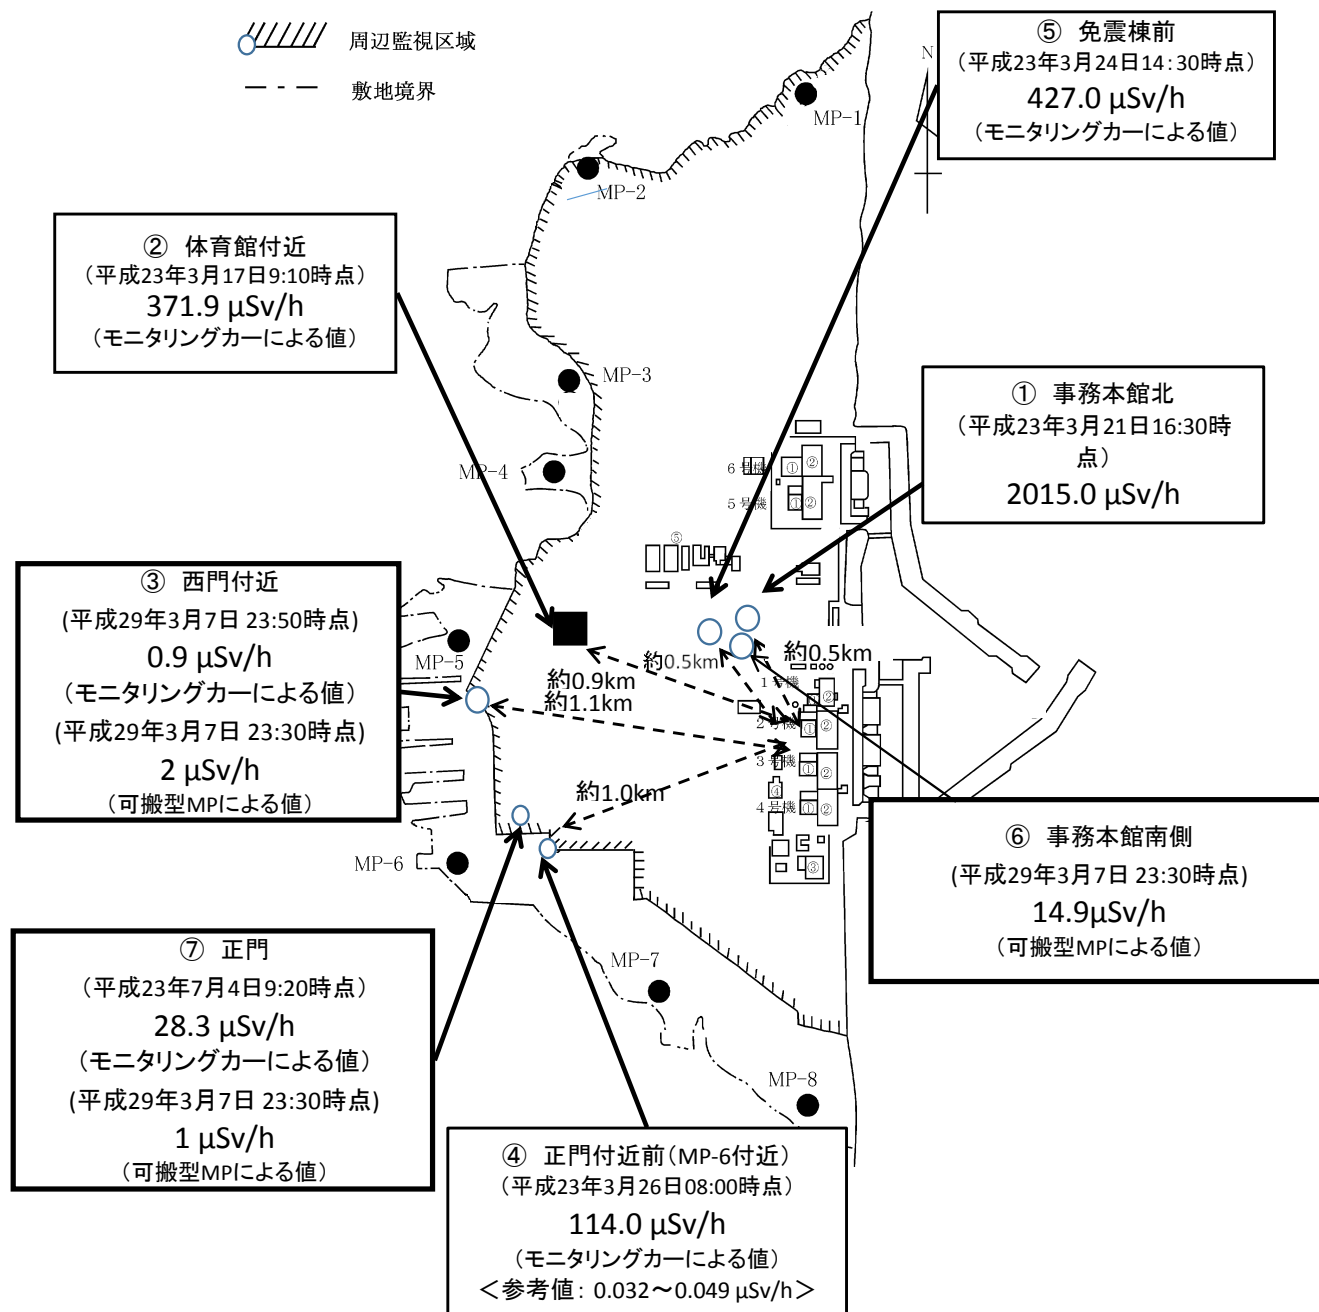 周辺監視区域
敷地境界
⑤ 免震棟前
（平成23年3月24日14：30時点）
427.0 μSv/h
（モニタリングカーによる値）
N
MP-1
MP-2
② 体育館付近
（平成23年3月17日9:10時点）
371.9 μSv/h
（モニタリングカーによる値）
MP-3
① 事務本館北
（平成23年3月21日16:30時
点）
2015.0 μSv/h
MP-4
6号機
①
②
5号機
①
②
⑤
③ 西門付近
(平成29年3月7日 23:50時点)
0.9 μSv/h
（モニタリングカーによる値）
(平成29年3月7日 23:30時点)
2 μSv/h
（可搬型MPによる値）
MP-5
約0.5km
約0.5km
約0.9km
約1.1km
1号機
②
2号機
①
②
3号機
①
②
約1.0km
④
4号機
①
②
③
MP-6
⑥ 事務本館南側
(平成29年3月7日 23:30時点)
14.9μSv/h
（可搬型MPによる値）
⑦ 正門
（平成23年7月4日9:20時点）
28.3 μSv/h
（モニタリングカーによる値）
(平成29年3月7日 23:30時点)
1 μSv/h
（可搬型MPによる値）
MP-7
MP-8
④ 正門付近前（MP-6付近）
（平成23年3月26日08:00時点）
114.0 μSv/h
（モニタリングカーによる値）
＜参考値： 0.032～0.049 μSv/h＞